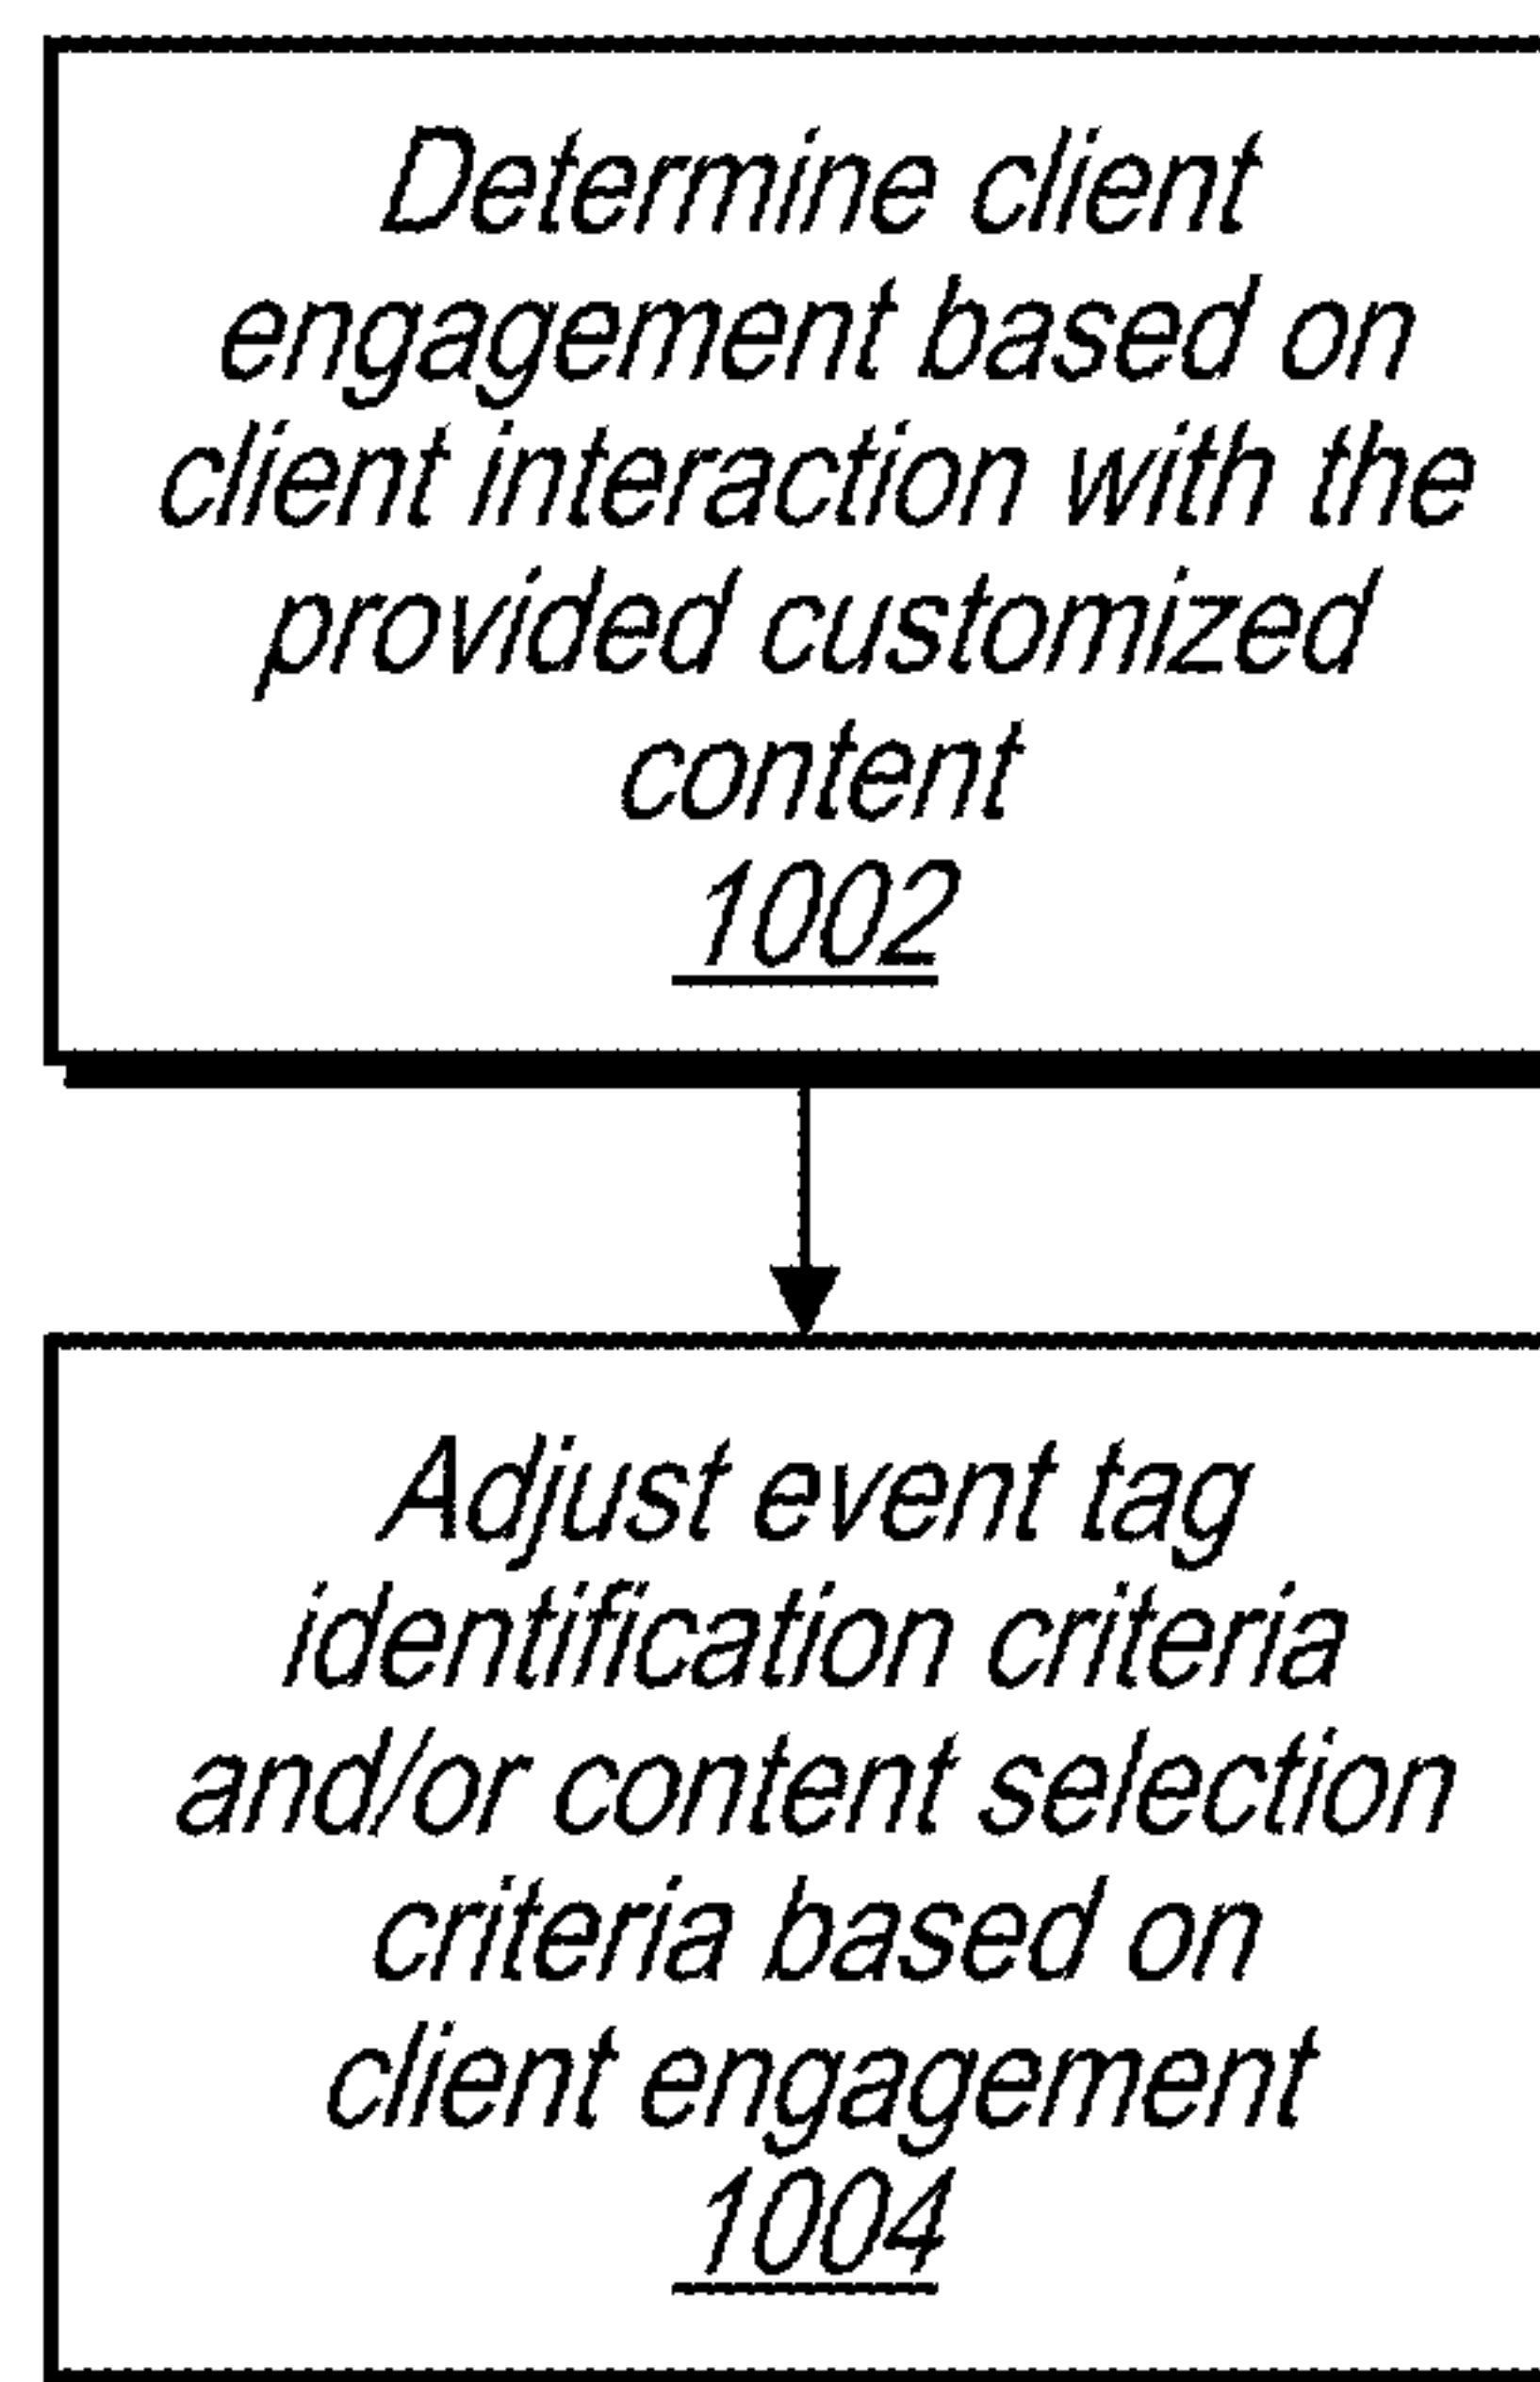 Determine client
engagement based on
client interaction with the
provided customized
content
1002
Adjust event tag
identification criteria
and/or content selection
criteria based on
client engagement
1004